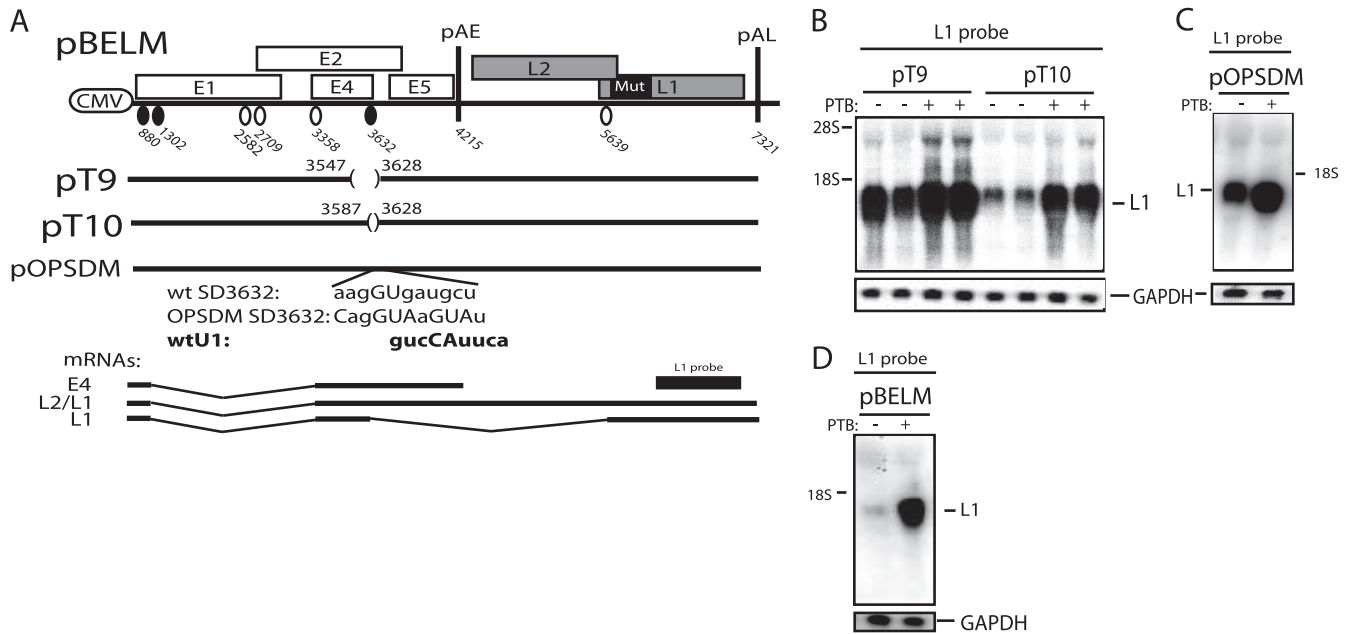 A
pBELM
pAE
pAL
E2
L2
E1
E4
E5
Mut
L1
CMV
880
1302
2582
2709
3358
3632
4215
5639
7321
pT9
3547
( )
3628
pT10
3587
()
3628
pOPSDM
wt SD3632: aagGUgaugcu
OPSDM SD3632: CagGUAaGUAu
wtU1: gucCAuuca
mRNAs:
L1 probe
E4
L2/L1
L1
B
L1 probe
pT9 pT10
PTB: - - + + - - + +
28S
18S
L1
GAPDH
C
L1 probe
pOPSDM
PTB: - +
18S
L1
D
L1 probe
pBELM
PTB: - +
18S
L1
GAPDH